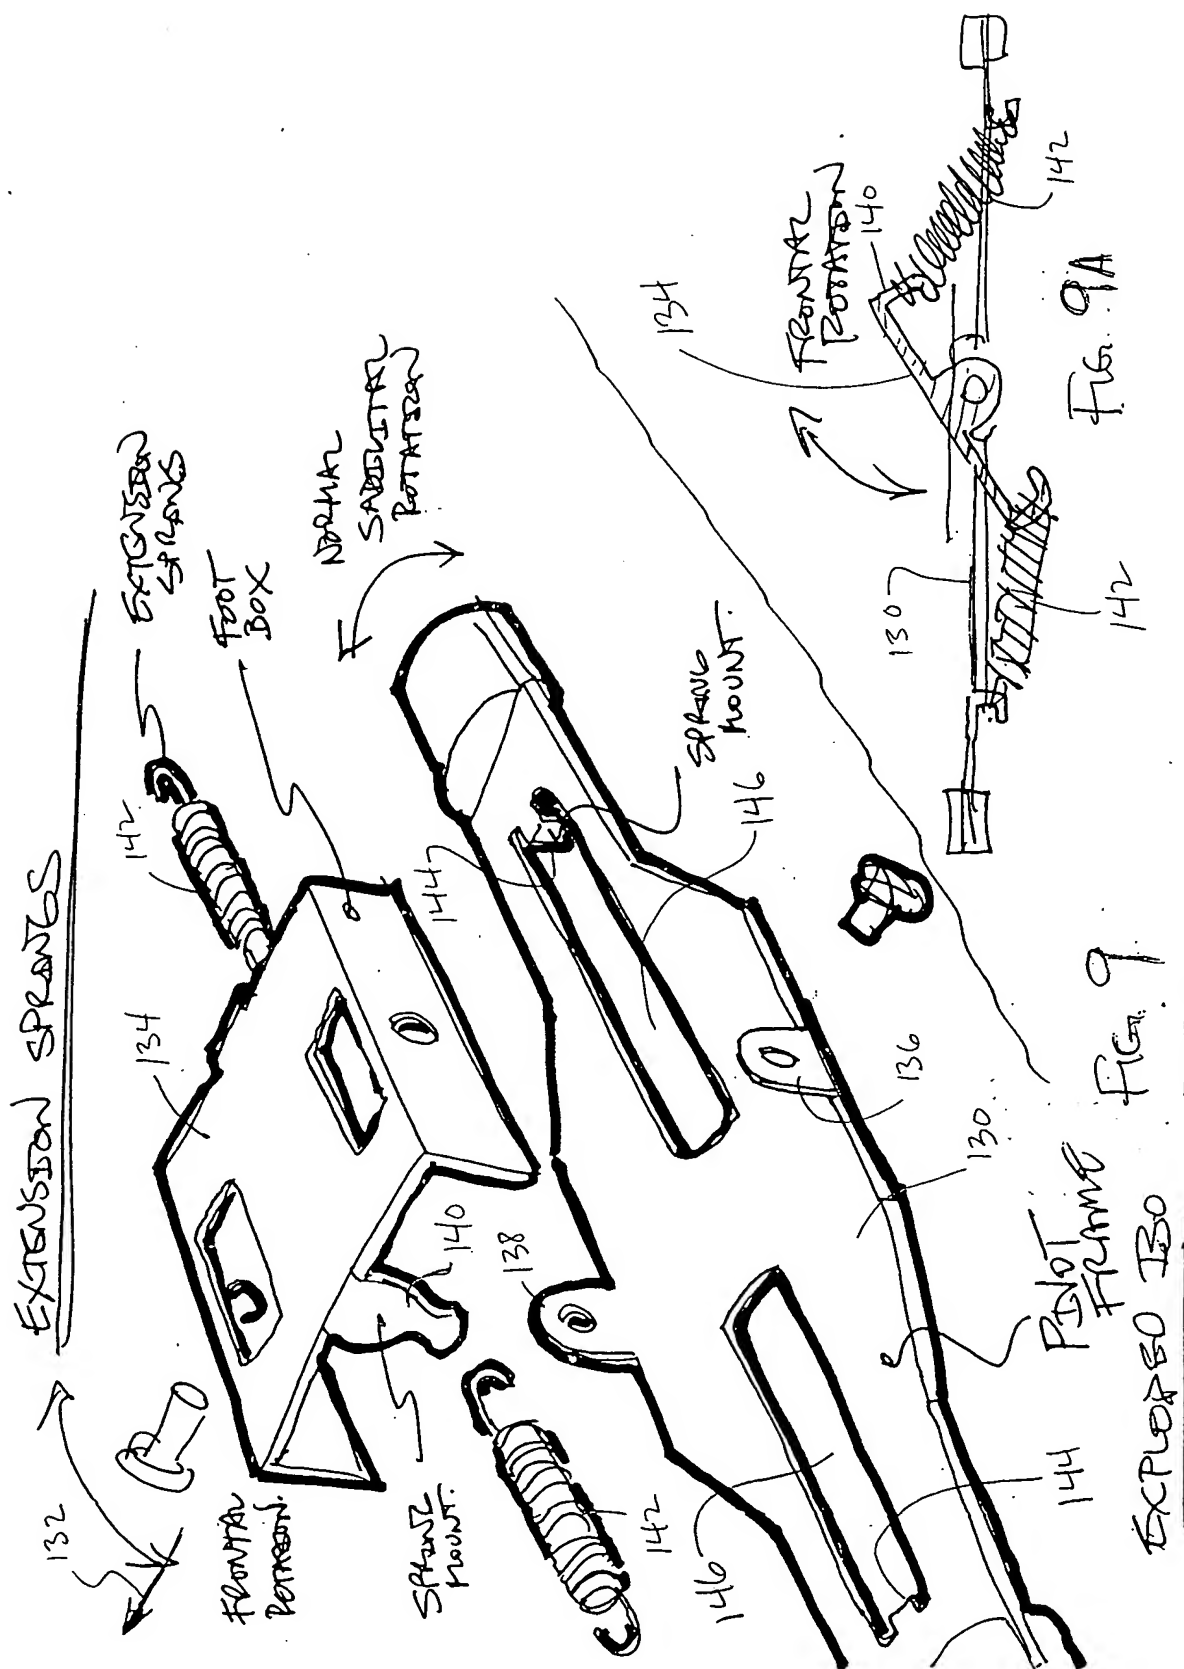 EXTENSION SPRINGS
132
FRONTAL
ROTATION.
134
142
EXTENSION
SPRINGS
FOOT
BOX
NORMAL
SAGITTAL
ROTATION
SPRING
MOUNT.
140
142
138
144
SPRING
MOUNT.
146
136
130
146
144
PIVOT
FRAME
EXPLODED ISO
FIG. 9
134
FRONTAL
ROTATION
140
130
142
142
FIG. 9A